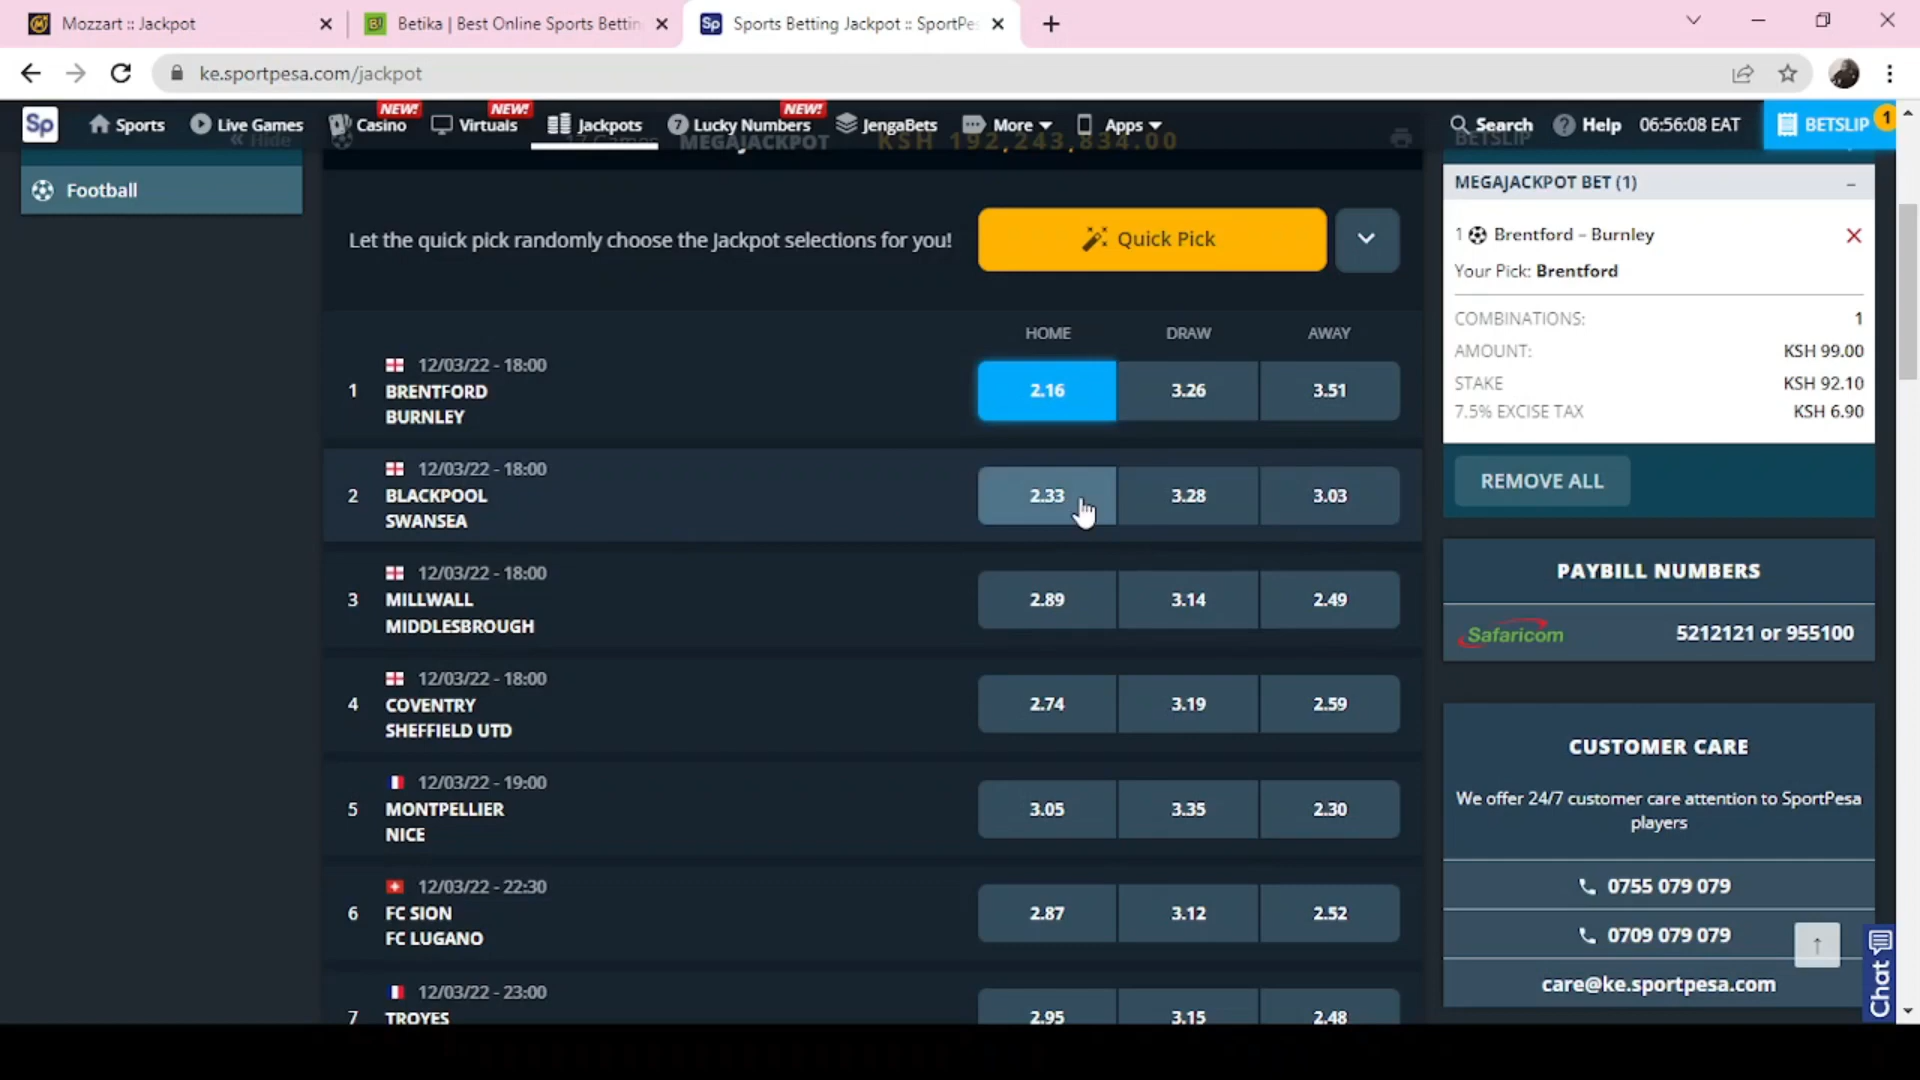 Mozzart :: Jackpot
Betika | Best Online Sports Bettin
Sports Betting Jackpot :: SportPe
ke.sportpesa.com/jackpot
Sp
Sports
Live Games
NEW!
Casino
NEW!
Virtuals
Jackpots
NEW!
Lucky Numbers
JengaBets
More
Apps
Search
Help
06:56:08 EAT
BETSLIP
1
« Hide
17 Games
MEGAJACKPOT
KSH 192,243,834.00
BETSLIP
Football
Let the quick pick randomly choose the Jackpot selections for you!
Quick Pick
HOME DRAW AWAY
12/03/22 - 18:00
1 BRENTFORD 2.16 3.26 3.51
BURNLEY
12/03/22 - 18:00
2 BLACKPOOL 2.33 3.28 3.03
SWANSEA
12/03/22 - 18:00
3 MILLWALL 2.89 3.14 2.49
MIDDLESBROUGH
12/03/22 - 18:00
4 COVENTRY 2.74 3.19 2.59
SHEFFIELD UTD
12/03/22 - 19:00
5 MONTPELLIER 3.05 3.35 2.30
NICE
12/03/22 - 22:30
6 FC SION 2.87 3.12 2.52
FC LUGANO
12/03/22 - 23:00
7 TROYES 2.95 3.15 2.48
MEGAJACKPOT BET (1)
1 Brentford – Burnley
Your Pick: Brentford
COMBINATIONS: 1
AMOUNT: KSH 99.00
STAKE KSH 92.10
7.5% EXCISE TAX KSH 6.90
REMOVE ALL
PAYBILL NUMBERS
Safaricom 5212121 or 955100
CUSTOMER CARE
We offer 24/7 customer care attention to SportPesa
players
0755 079 079
0709 079 079
care@ke.sportpesa.com
Chat